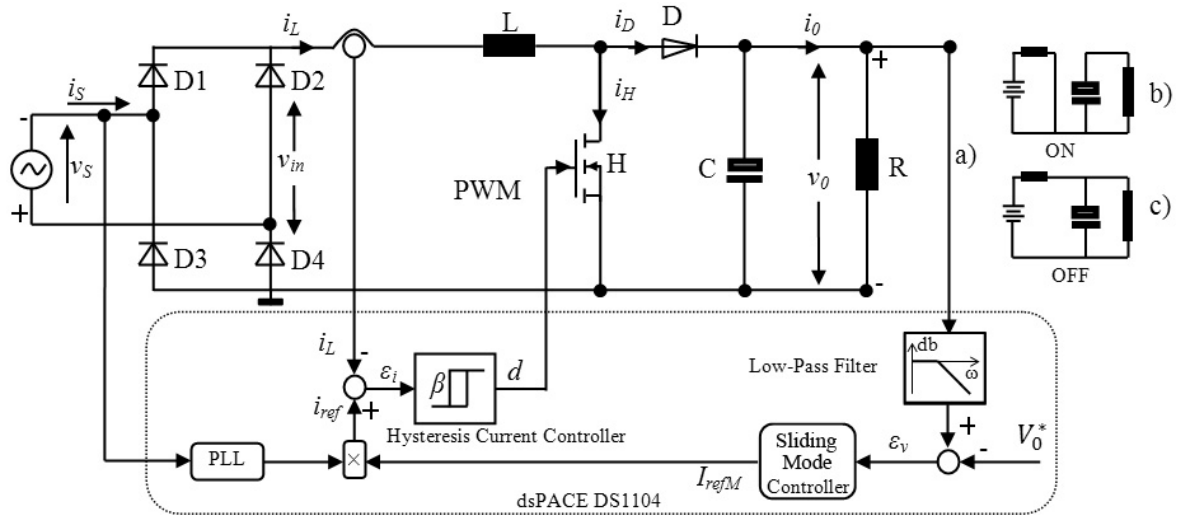 i_L
L
i_D
D
i_0
D1
D2
i_S
-
+
i_H
b)
v_S
v_in
H
a)
ON
PWM
C
v_0
R
+
c)
D3
D4
-
OFF
i_L
-
db
ω
Low-Pass Filter
ε_i
β
d
i_ref
+
Hysteresis Current Controller
+
PLL
×
Sliding
Mode
Controller
ε_v
-
V_0^*
I_refM
dsPACE DS1104